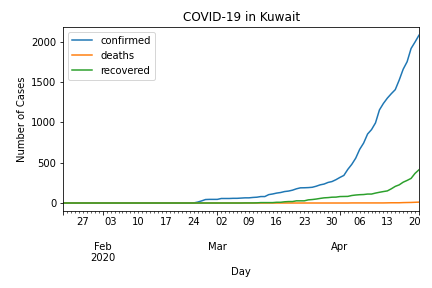 COVID-19 in Kuwait
confirmed
deaths
recovered
2000
1500
1000
500
0
Number of Cases
27 03 10 17 24 02 09 16 23 30 06 13 20
Feb Mar Apr
2020
Day